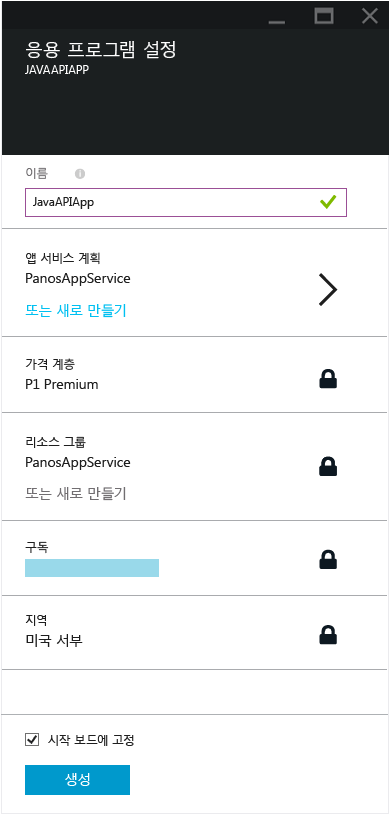 응용 프로그램 설정
JAVAAPIAPP
이름
JavaAPIApp
앱 서비스 계획
PanosAppService
또는 새로 만들기
가격 계층
P1 Premium
리소스 그룹
PanosAppService
또는 새로 만들기
구독
지역
미국 서부
시작 보드에 고정
생성